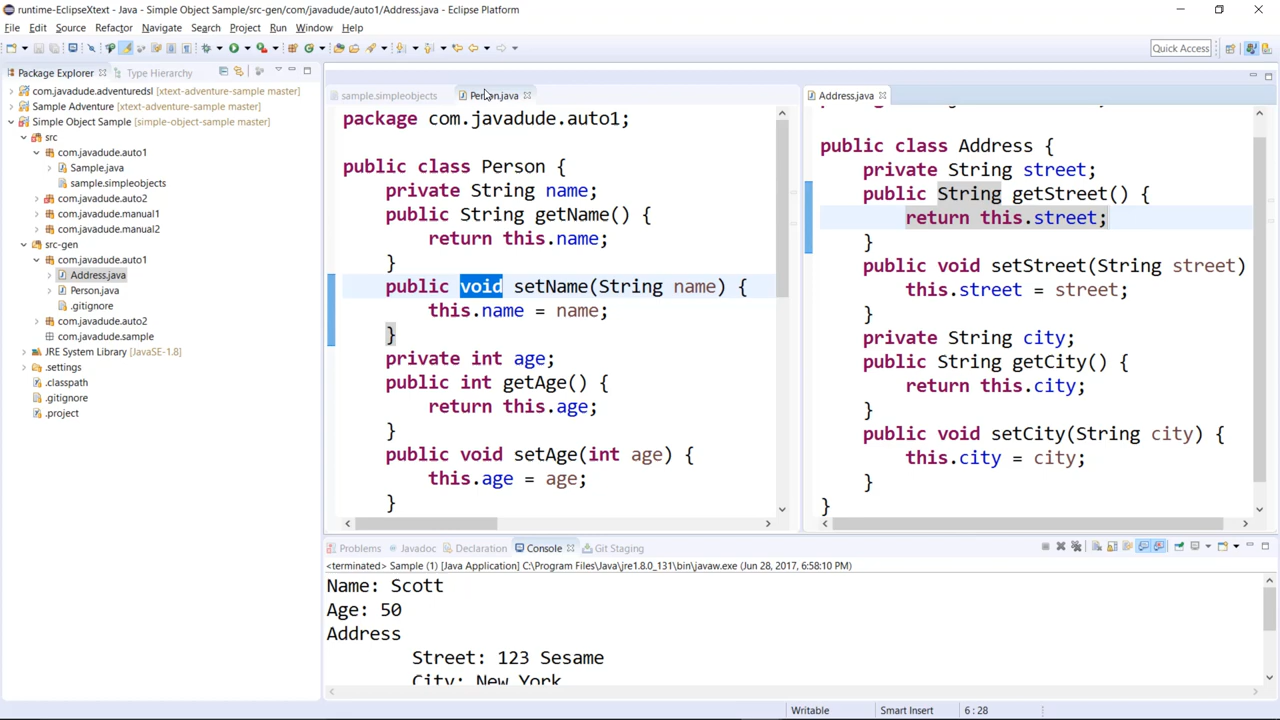 runtime-EclipseXtext - Java - Simple Object Sample/src-gen/com/javadude/auto1/Address.java - Eclipse Platform
File Edit Source Refactor Navigate Search Project Run Window Help
Quick Access
Package Explorer
Type Hierarchy
com.javadude.adventuredsl [xtext-adventure-sample master]
Sample Adventure [xtext-adventure-sample master]
Simple Object Sample [simple-object-sample master]
src
com.javadude.auto1
Sample.java
sample.simpleobjects
com.javadude.auto2
com.javadude.manual1
com.javadude.manual2
src-gen
com.javadude.auto1
Address.java
Person.java
.gitignore
com.javadude.auto2
com.javadude.sample
JRE System Library [JavaSE-1.8]
.settings
.classpath
.gitignore
.project
sample.simpleobjects
Person.java
package com.javadude.auto1;
public class Person {
private String name;
public String getName() {
return this.name;
}
public void setName(String name) {
this.name = name;
}
private int age;
public int getAge() {
return this.age;
}
public void setAge(int age) {
this.age = age;
}
Address.java
public class Address {
private String street;
public String getStreet() {
return this.street;
}
public void setStreet(String street)
this.street = street;
}
private String city;
public String getCity() {
return this.city;
}
public void setCity(String city) {
this.city = city;
}
}
Problems Javadoc Declaration Console Git Staging
<terminated> Sample (1) [Java Application] C:\Program Files\Java\jre1.8.0_131\bin\javaw.exe (Jun 28, 2017, 6:58:10 PM)
Name: Scott
Age: 50
Address
Street: 123 Sesame
City: New York
Writable
Smart Insert
6 : 28